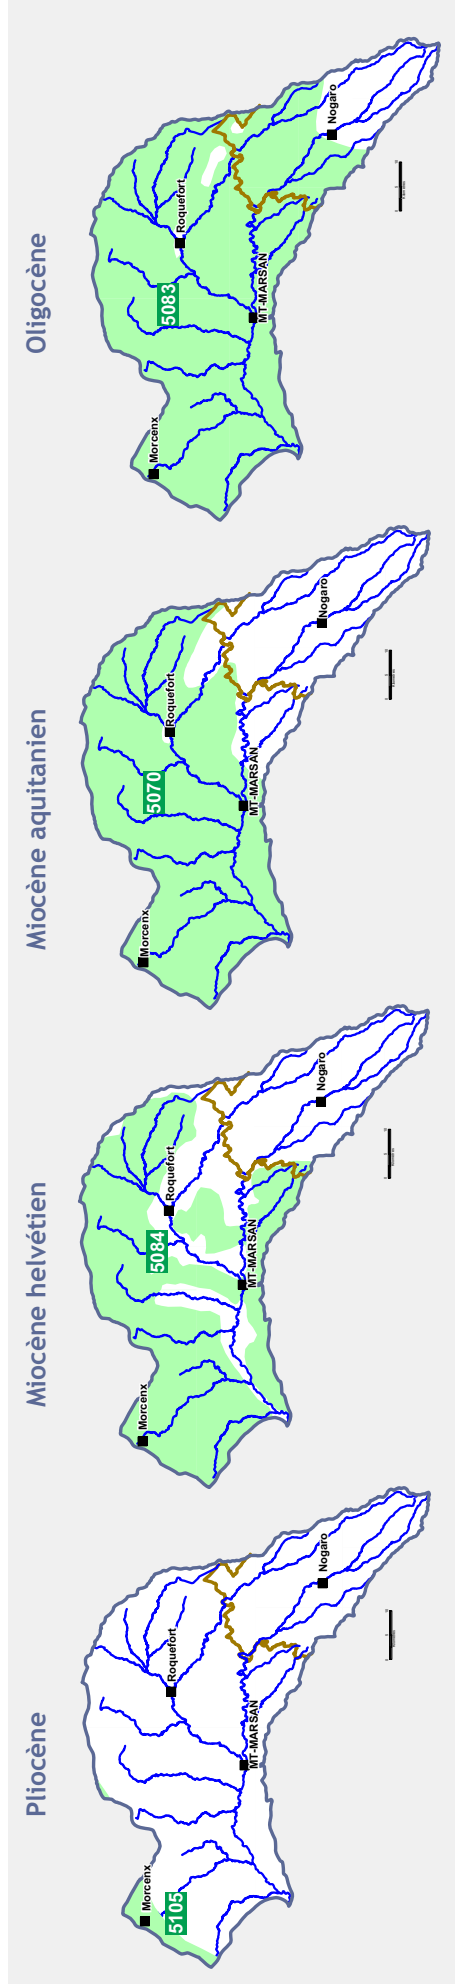 Pliocène
Morcenx
5105
Roquefort
MT-MARSAN
Nogaro
Miocène helvétien
Morcenx
5084
Roquefort
MT-MARSAN
Nogaro
Miocène aquitanien
Morcenx
5070
Roquefort
MT-MARSAN
Nogaro
Oligocène
Morcenx
5083
Roquefort
MT-MARSAN
Nogaro